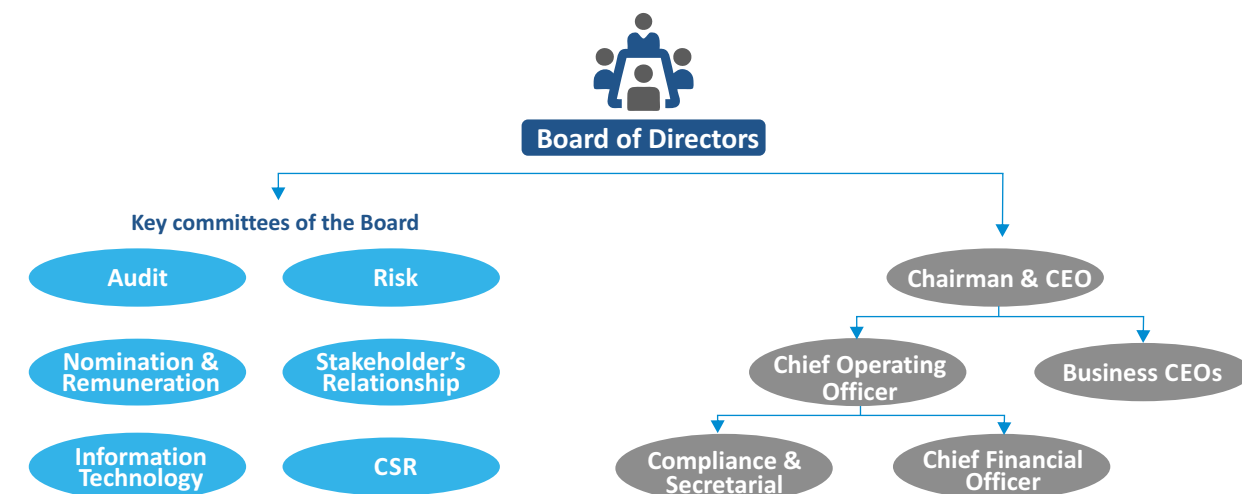 Board of Directors
Key committees of the Board
Audit
Risk
Chairman & CEO
Nomination &
Remuneration
Stakeholder’s
Relationship
Chief Operating
Officer
Business CEOs
Information
Technology
CSR
Compliance &
Secretarial
Chief Financial
Officer